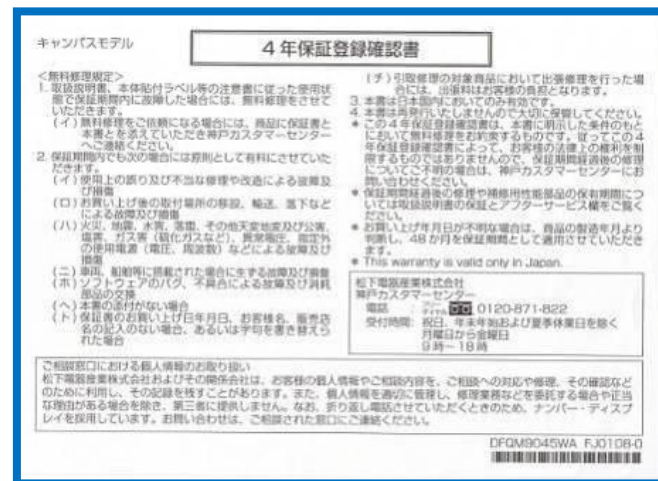 キャンパスモデル
4年保証登録確認書
<無料修理規定>
1. 取扱説明書、本体貼付ラベル等の注意書に従った使用状
態で保証期間内に故障した場合には、無料修理をさせて
いただきます。
(イ)無料修理をご依頼になる場合には、商品に保証書と
本書とを添えていただき神戸カスタマーセンター
へご連絡ください。
2. 保証期間内でも次の場合には原則として有料にさせていた
だきます。
(イ)使用上の誤り及び不当な修理や改造による故障及
び損傷
(ロ)お買い上げ後の取付場所の移設、輸送、落下など
による故障及び損傷
(ハ)火災、地震、水害、落雷、その他天変地変及び公害、
塩害、ガス害(硫化ガスなど)、異常電圧、指定外
の使用電源(電圧、周波数)などによる故障及び
損傷
(ニ)車両、船舶等に搭載された場合に生ずる故障及び損傷
(ホ)ソフトウェアのバグ、不具合による故障及び消耗
部品の交換
(ヘ)本書の添付がない場合
(ト)保証書のお買い上げ年月日、お客様名、販売店
名の記入のない場合、あるいは字句を書き替えら
れた場合
(チ)引取修理の対象商品において出張修理を行った場
合には、出張料はお客様の負担となります。
3. 本書は日本国内においてのみ有効です。
4. 本書は再発行いたしませんので大切に保管してください。
* この4年保証登録確認書は、本書に明示した条件のもと
において無料修理をお約束するものです。従ってこの4
年保証登録確認書によって、お客様の法律上の権利を制
限するものではありませんので、保証期間経過後の修理
についてご不明の場合は、神戸カスタマーセンターにお
問い合わせください。
* 保証期間経過後の修理や補修用性能部品の保有期間につ
いては取扱説明書の保証とアフターサービス欄をご覧く
ださい。
* お買い上げ年月日が不明な場合は、商品の製造年月より
判断し、48か月を保証期間として適用させていただきま
す。
* This warranty is valid only in Japan.
松下電器産業株式会社
神戸カスタマーセンター
電話 : フリーダイヤル 0120-871-822
受付時間: 祝日、年末年始および夏季休業日を除く
月曜日から金曜日
9時~18時
ご相談窓口における個人情報のお取り扱い
松下電器産業株式会社およびその関係会社は、お客様の個人情報やご相談内容を、ご相談への対応や修理、その確認など
のために利用し、その記録を残すことがあります。また、個人情報を適切に管理し、修理業務などを委託する場合や正当
な理由がある場合を除き、第三者に提供しません。なお、折り返し電話させていただくときのため、ナンバー・ディスプ
レイを採用しています。お問い合わせは、ご相談された窓口にご連絡ください。
DFQM9045WA FJ0108-0